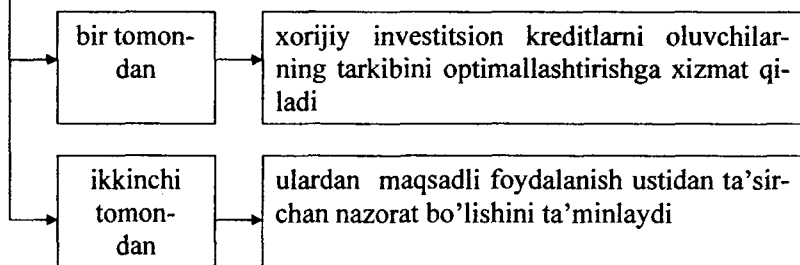 bir tomon-
dan
xorijiy investitsion kreditlarni oluvchilar-
ning tarkibini optimallashtirishga xizmat qi-
ladi
ikkinchi
tomon-
dan
ulardan maqsadli foydalanish ustidan ta’sir-
chan nazorat bo’lishini ta’minlaydi